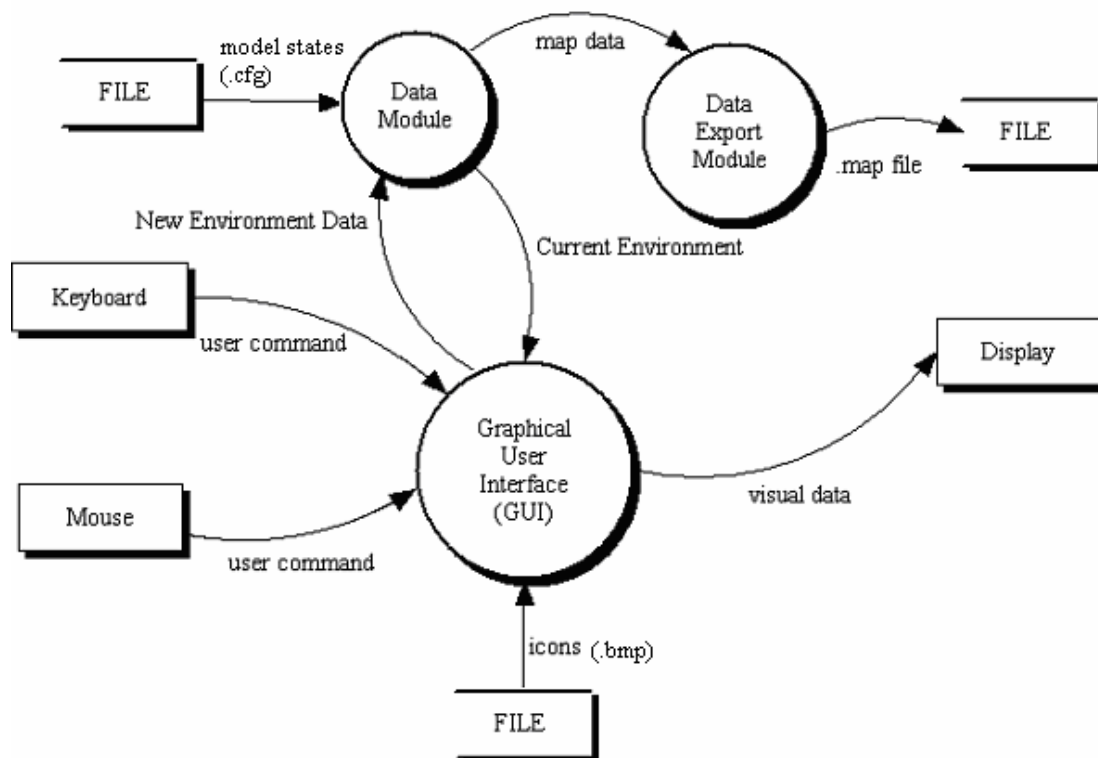 model states
(.cfg)
FILE
Data
Module
map data
Data
Export
Module
FILE
.map file
New Environment Data
Current Environment
Keyboard
user command
Display
Graphical
User
Interface
(GUI)
visual data
Mouse
user command
icons (.bmp)
FILE